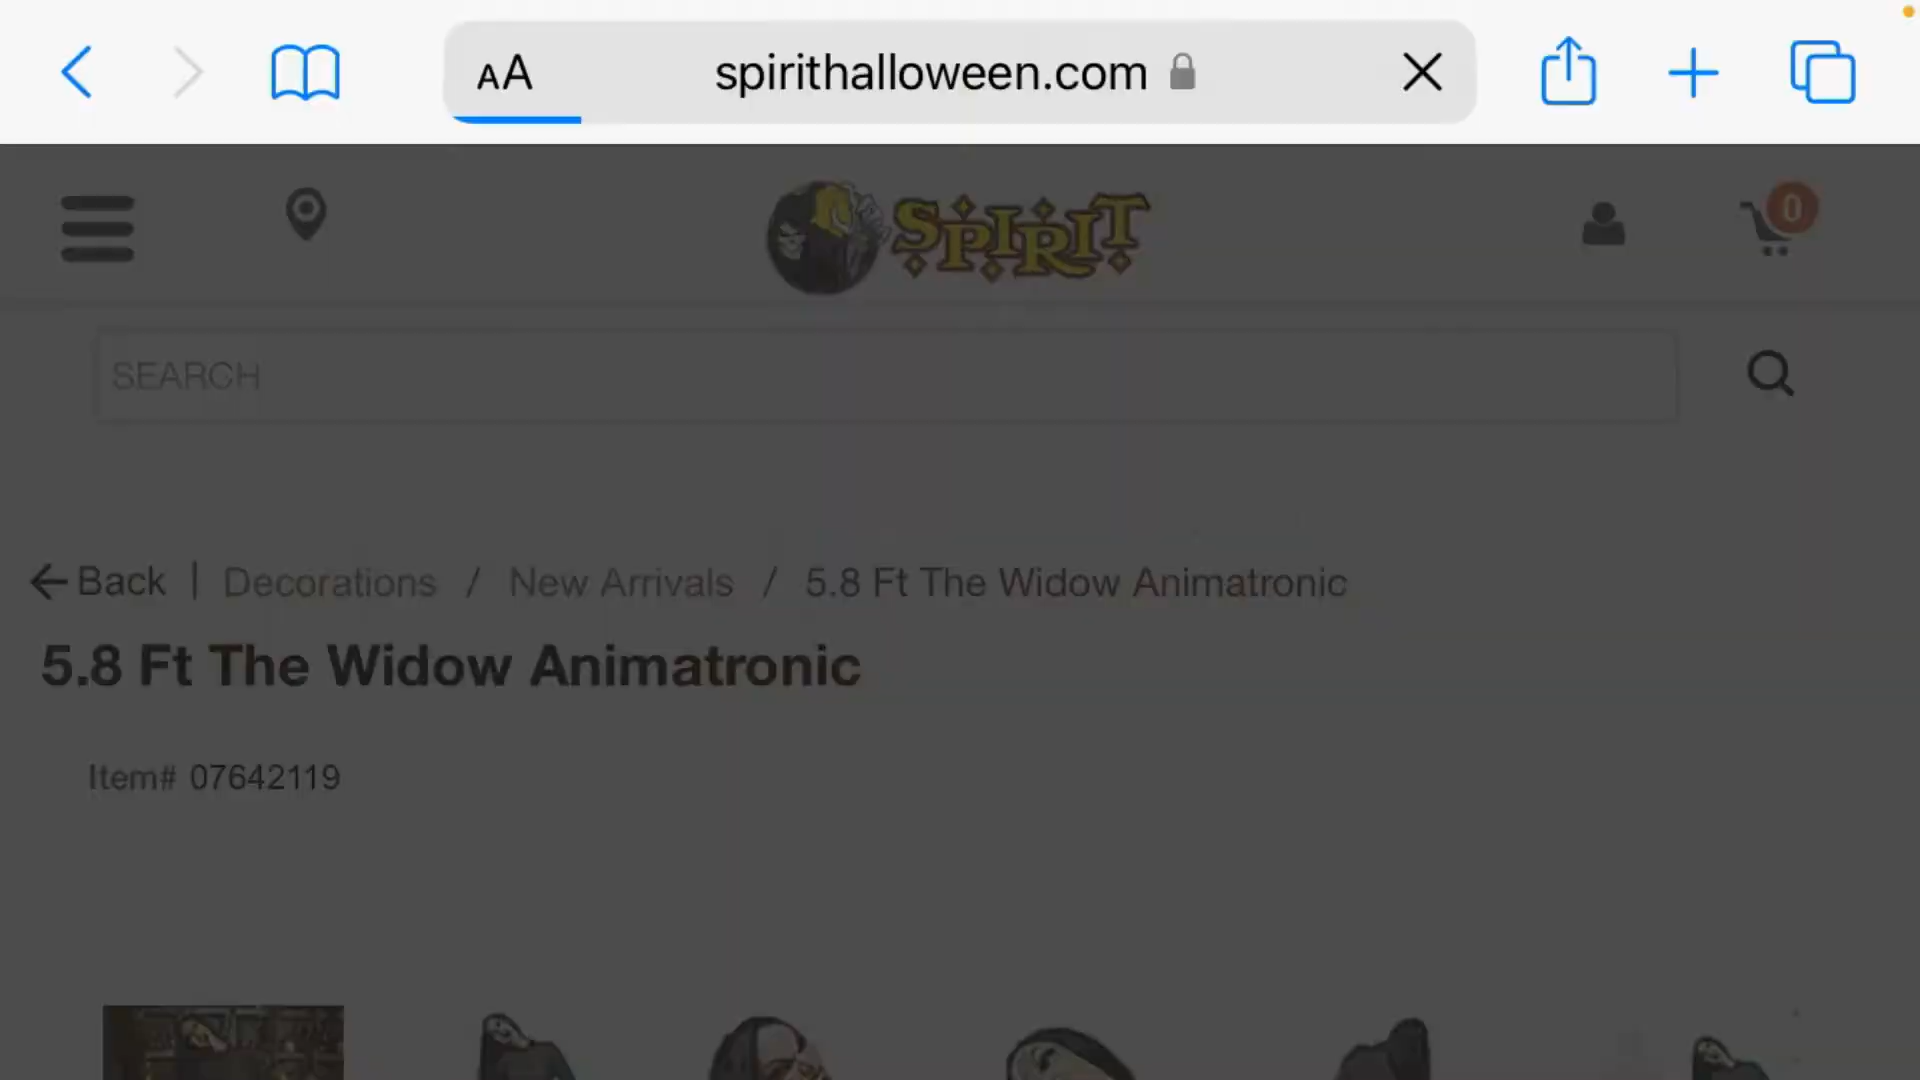 AA spirithalloween.com
SPIRIT
0
SEARCH
Back | Decorations / New Arrivals / 5.8 Ft The Widow Animatronic
5.8 Ft The Widow Animatronic
Item# 07642119